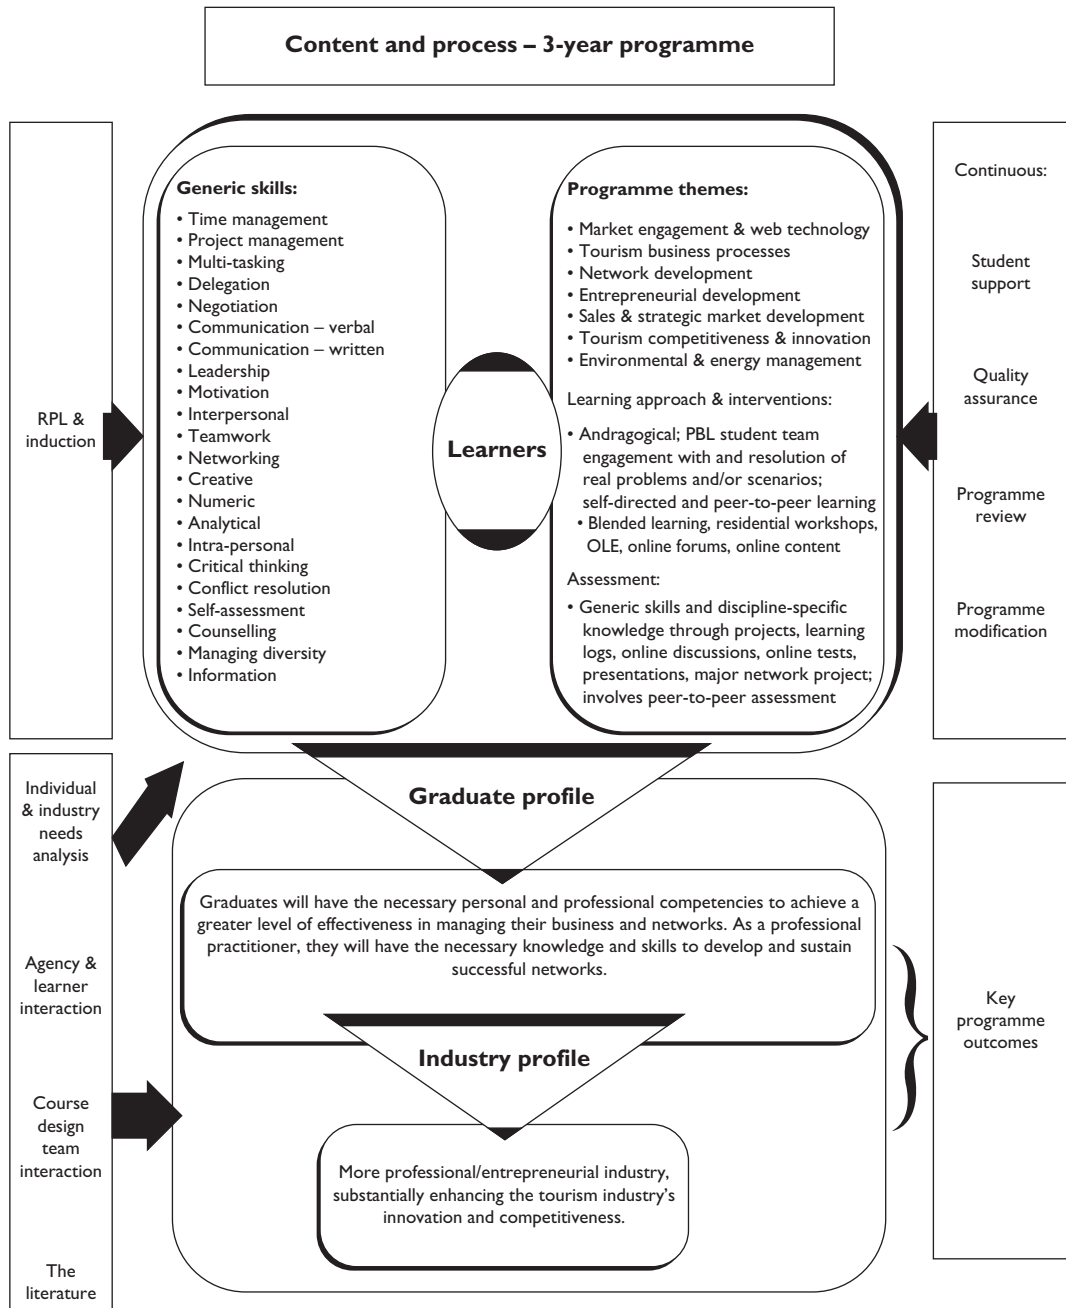 Content and process – 3-year programme
RPL &
induction
Generic skills:
• Time management
• Project management
• Multi-tasking
• Delegation
• Negotiation
• Communication – verbal
• Communication – written
• Leadership
• Motivation
• Interpersonal
• Teamwork
• Networking
• Creative
• Numeric
• Analytical
• Intra-personal
• Critical thinking
• Conflict resolution
• Self-assessment
• Counselling
• Managing diversity
• Information
Learners
Programme themes:
• Market engagement & web technology
• Tourism business processes
• Network development
• Entrepreneurial development
• Sales & strategic market development
• Tourism competitiveness & innovation
• Environmental & energy management
Learning approach & interventions:
• Andragogical; PBL student team
engagement with and resolution of
real problems and/or scenarios;
self-directed and peer-to-peer learning
• Blended learning, residential workshops,
OLE, online forums, online content
Assessment:
• Generic skills and discipline-specific
knowledge through projects, learning
logs, online discussions, online tests,
presentations, major network project;
involves peer-to-peer assessment
Continuous:
Student
support
Quality
assurance
Programme
review
Programme
modification
Individual
& industry
needs
analysis
Agency &
learner
interaction
Course
design
team
interaction
The
literature
Graduate profile
Graduates will have the necessary personal and professional competencies to achieve a
greater level of effectiveness in managing their business and networks. As a professional
practitioner, they will have the necessary knowledge and skills to develop and sustain
successful networks.
Industry profile
More professional/entrepreneurial industry,
substantially enhancing the tourism industry's
innovation and competitiveness.
Key
programme
outcomes